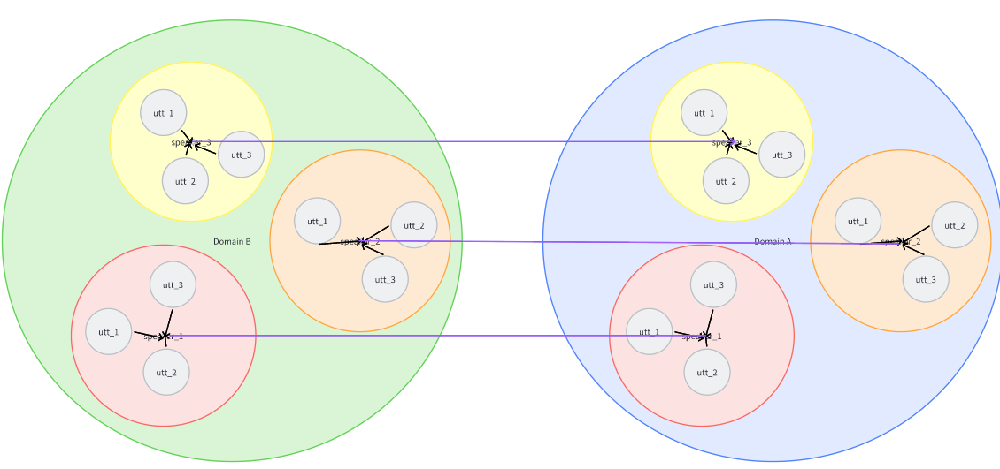 utt_1
speaker_3
utt_3
utt_2
utt_1
utt_2
Domain B
speaker_2
utt_3
utt_3
utt_1
speaker_1
utt_2
utt_1
speaker_3
utt_3
utt_2
utt_1
utt_2
Domain A
speaker_2
utt_3
utt_3
utt_1
speaker_1
utt_2